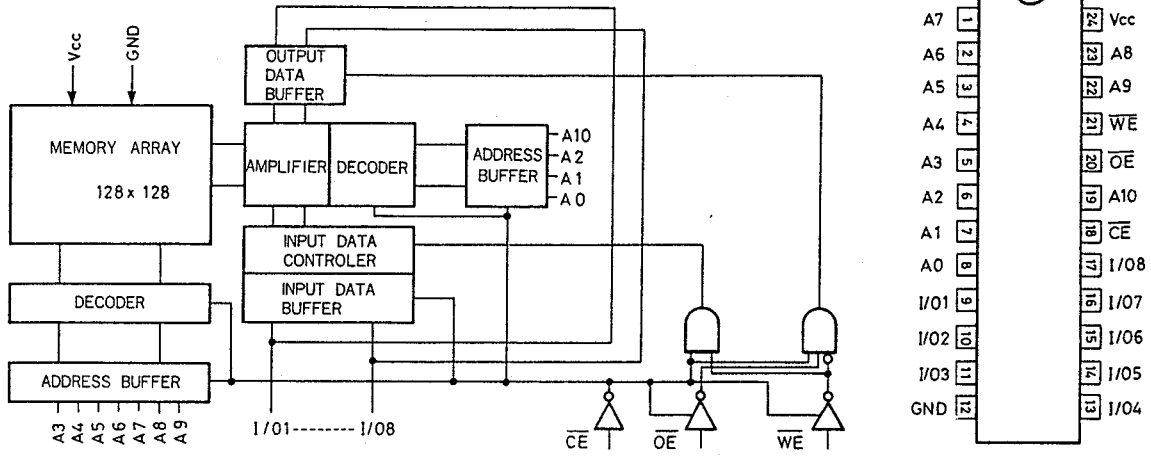 Vcc
GND
OUTPUT
DATA
BUFFER
MEMORY ARRAY
128 x 128
AMPLIFIER
DECODER
ADDRESS
BUFFER
A10
A2
A1
A0
INPUT DATA
CONTROLER
INPUT DATA
BUFFER
DECODER
ADDRESS BUFFER
A3
A4
A5
A6
A7
A8
A9
I/O1--------I/O8
CE
OE
WE
A7 1
A6 2
A5 3
A4 4
A3 5
A2 6
A1 7
A0 8
I/O1 9
I/O2 10
I/O3 11
GND 12
24 Vcc
23 A8
22 A9
21 WE
20 OE
19 A10
18 CE
17 I/O8
16 I/O7
15 I/O6
14 I/O5
13 I/O4